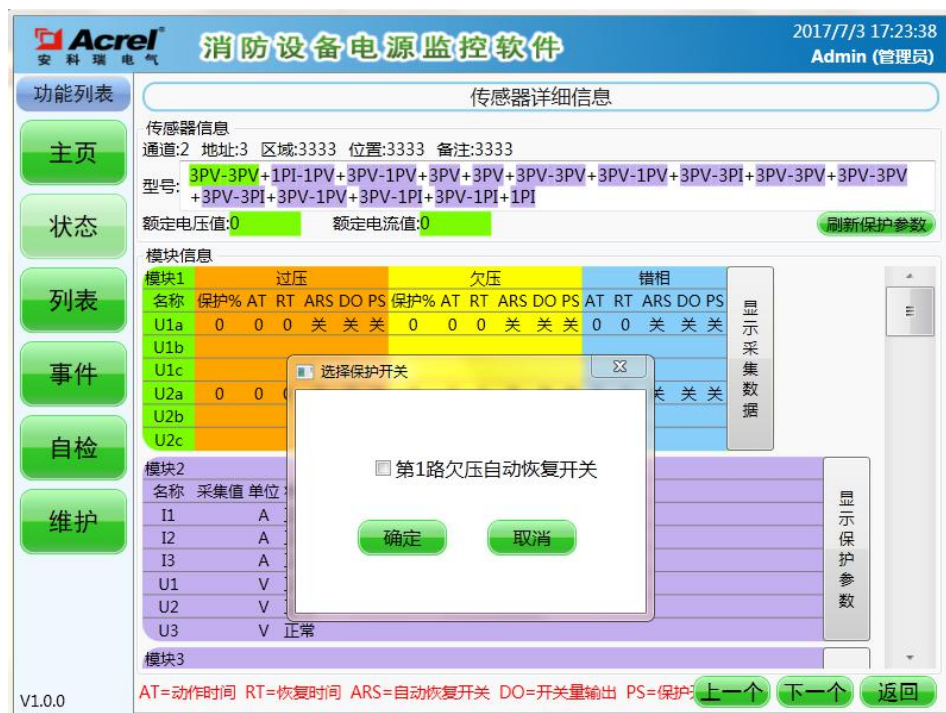 Acrel
安科瑞电气
消防设备电源监控软件
2017/7/3 17:23:38
Admin (管理员)
功能列表
主页
状态
列表
事件
自检
维护
V1.0.0
传感器详细信息
传感器信息
通道:2 地址:3 区域:3333 位置:3333 备注:3333
型号: 3PV-3PV+1PI-1PV+3PV-1PV+3PV+3PV+3PV-3PV+3PV-1PV+3PV-3PI+3PV-3PV+3PV-3PV
+3PV-3PI+3PV-1PV+3PV-1PI+3PV-1PI+1PI
额定电压值:0 额定电流值:0
刷新保护参数
模块信息
模块1 过压 欠压 错相
名称 保护% AT RT ARS DO PS 保护% AT RT ARS DO PS AT RT ARS DO PS
U1a 0 0 0 关 关 关 0 0 0 关 关 关 0 0 关 关 关
U1b
U1c
U2a 0 0 关 关 关
U2b
U2c
显示采集数据
选择保护开关
第1路欠压自动恢复开关
确定 取消
模块2
名称 采集值 单位
I1 A
I2 A
I3 A
U1 V
U2 V
U3 V 正常
显示保护参数
模块3
AT=动作时间 RT=恢复时间 ARS=自动恢复开关 DO=开关量输出 PS=保护
上一个 下一个 返回